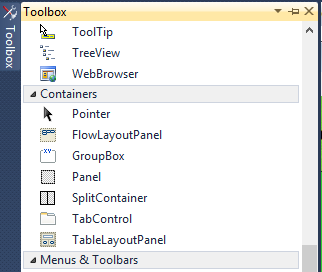 Toolbox
Toolbox
ToolTip
TreeView
WebBrowser
Containers
Pointer
FlowLayoutPanel
GroupBox
Panel
SplitContainer
TabControl
TableLayoutPanel
Menus & Toolbars